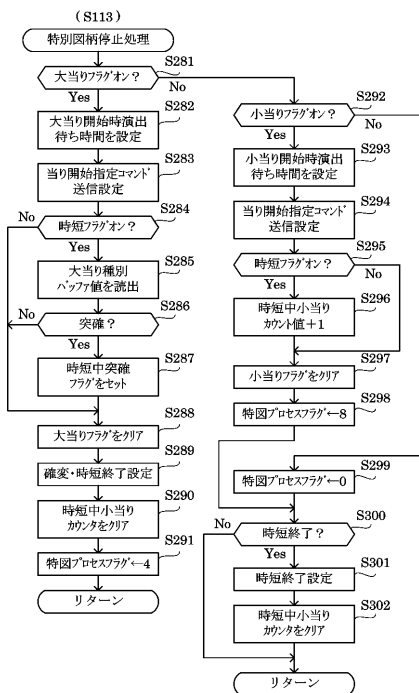 (S113)
特別図柄停止処理
S281
大当りフラグオン?
No
Yes
S282
大当り開始時演出
待ち時間を設定
S283
当り開始指定コマンド
送信設定
S284
No
時短フラグオン?
Yes
S285
大当り種別
バッファ値を読出
S286
No
突確?
Yes
S287
時短中突確
フラグをセット
S288
大当りフラグをクリア
S289
確変・時短終了設定
S290
時短中小当り
カウンタをクリア
S291
特図プロセスフラグ←4
リターン
S292
小当りフラグオン?
No
Yes
S293
小当り開始時演出
待ち時間を設定
S294
当り開始指定コマンド
送信設定
S295
時短フラグオン?
No
Yes
S296
時短中小当り
カウント値+1
S297
小当りフラグをクリア
S298
特図プロセスフラグ←8
S299
特図プロセスフラグ←0
S300
No
時短終了?
Yes
S301
時短終了設定
S302
時短中小当り
カウンタをクリア
リターン